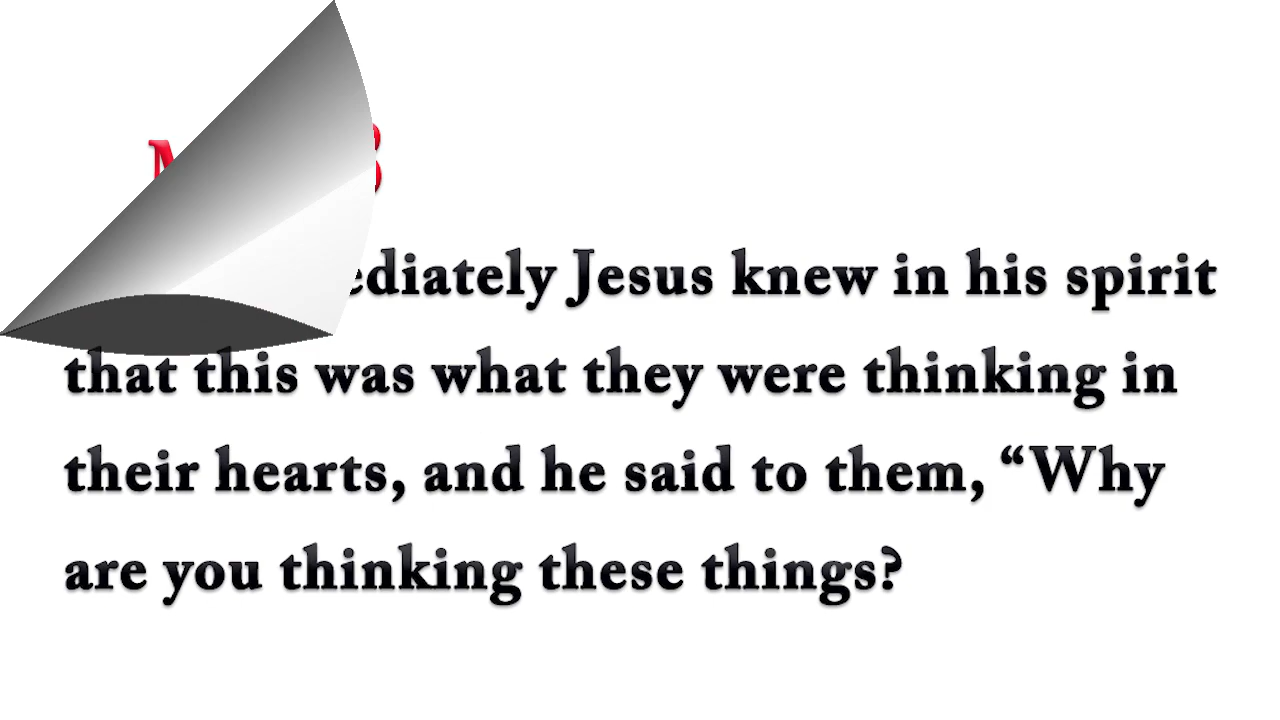 ediately Jesus knew in his spirit
that this was what they were thinking in
their hearts, and he said to them, “Why
are you thinking these things?